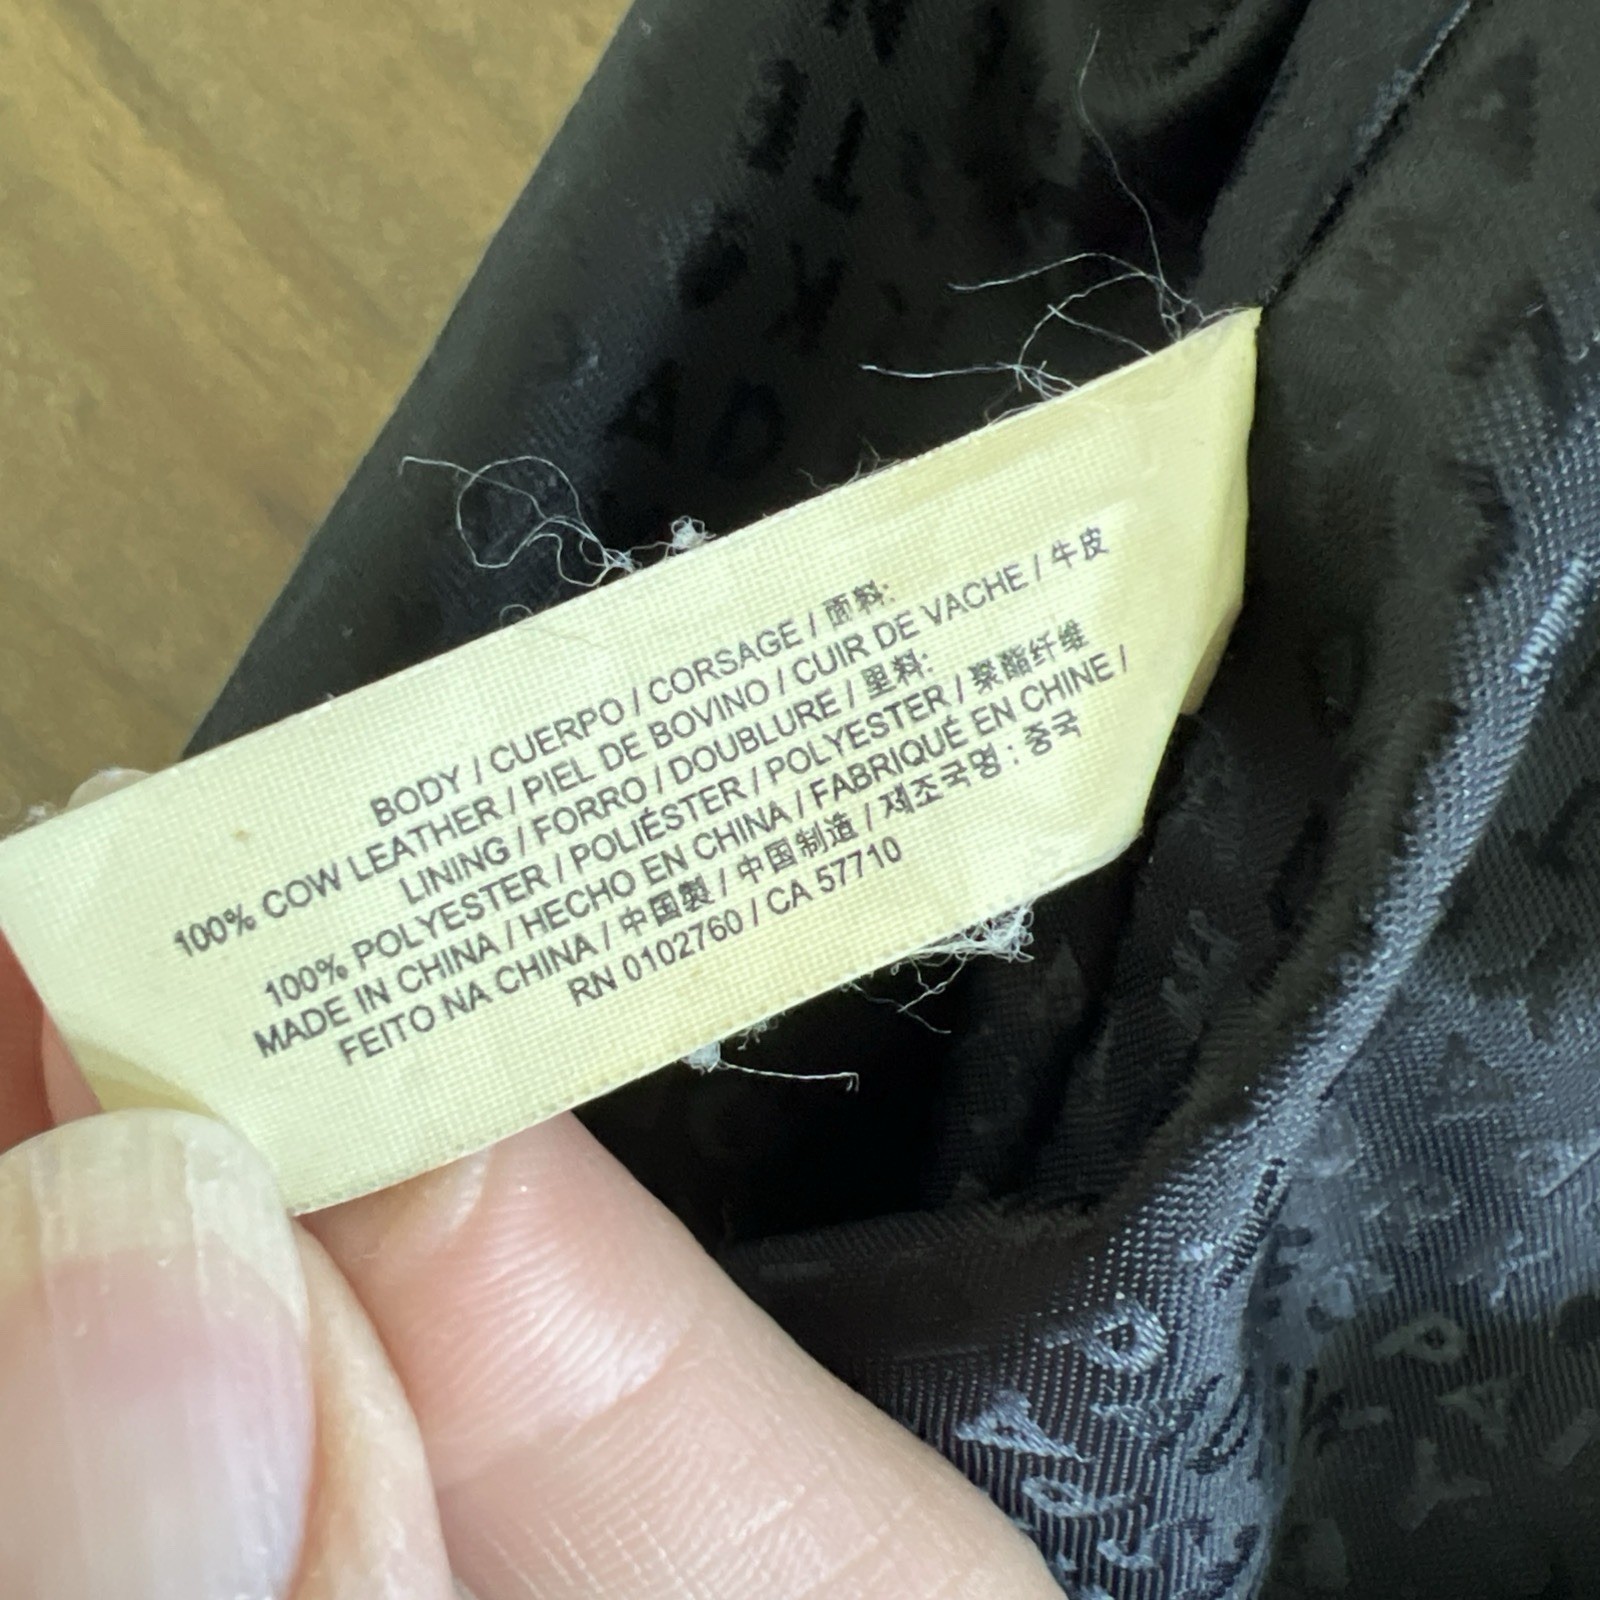 BODY / CUERPO / CORSAGE / 面料:
100% COW LEATHER / PIEL DE BOVINO / CUIR DE VACHE / 牛皮
LINING / FORRO / DOUBLURE / 里料:
100% POLYESTER / POLIÉSTER / POLYESTER / 聚酯纤维
MADE IN CHINA / HECHO EN CHINA / FABRIQUÉ EN CHINE /
FEITO NA CHINA / 中国製 / 中国制造 / 제조국명 : 중국
RN 0102760 / CA 57710